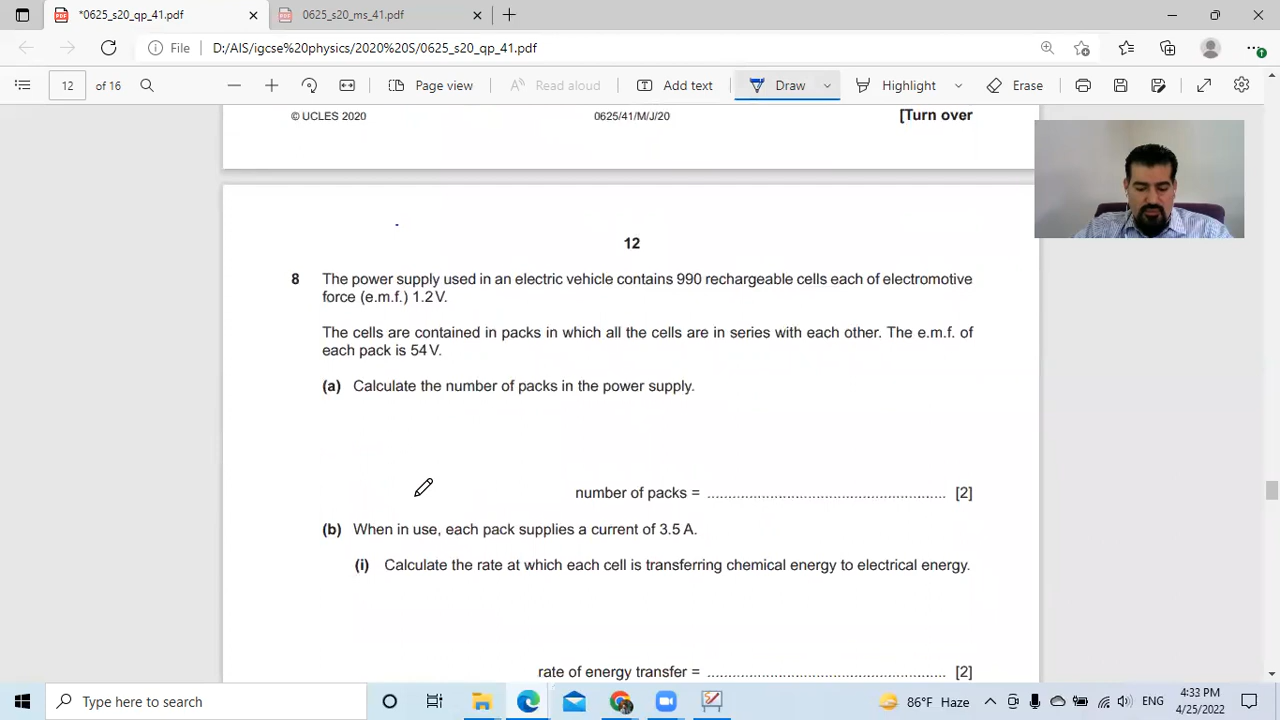 *0625_s20_qp_41.pdf
0625_s20_ms_41.pdf
File
D:/AIS/igcse%20physics/2020%20S/0625_s20_qp_41.pdf
12 of 16
Page view
Read aloud
Add text
Draw
Highlight
Erase
© UCLES 2020
0625/41/M/J/20
[Turn over
12
8 The power supply used in an electric vehicle contains 990 rechargeable cells each of electromotive
force (e.m.f.) 1.2 V.
The cells are contained in packs in which all the cells are in series with each other. The e.m.f. of
each pack is 54 V.
(a) Calculate the number of packs in the power supply.
number of packs = ......................................................... [2]
(b) When in use, each pack supplies a current of 3.5 A.
(i) Calculate the rate at which each cell is transferring chemical energy to electrical energy.
rate of energy transfer = ......................................................... [2]
Type here to search
86°F Haze
ENG
4:33 PM
4/25/2022